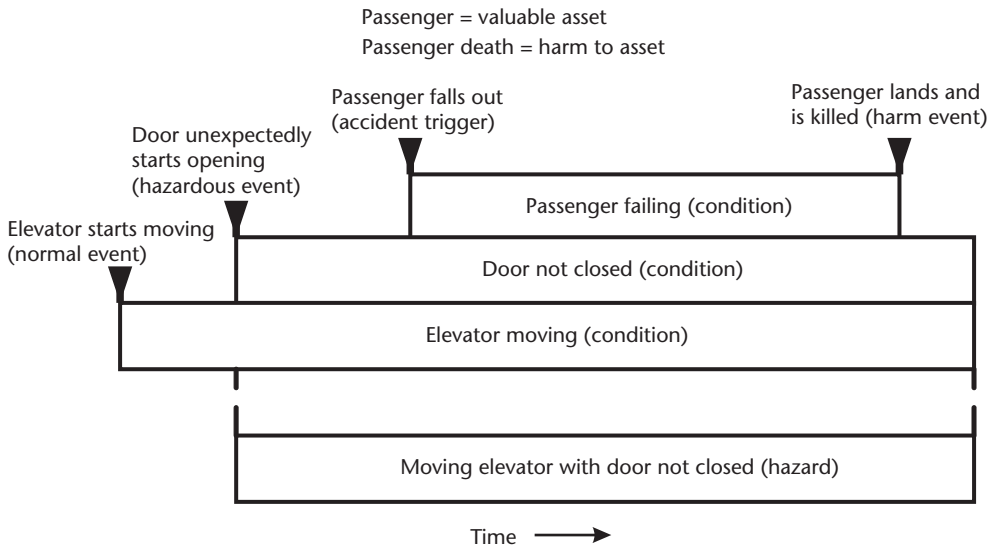 Passenger = valuable asset
Passenger death = harm to asset
Passenger falls out
(accident trigger)
Passenger lands and
is killed (harm event)
Door unexpectedly
starts opening
(hazardous event)
Elevator starts moving
(normal event)
Passenger failing (condition)
Door not closed (condition)
Elevator moving (condition)
Moving elevator with door not closed (hazard)
Time